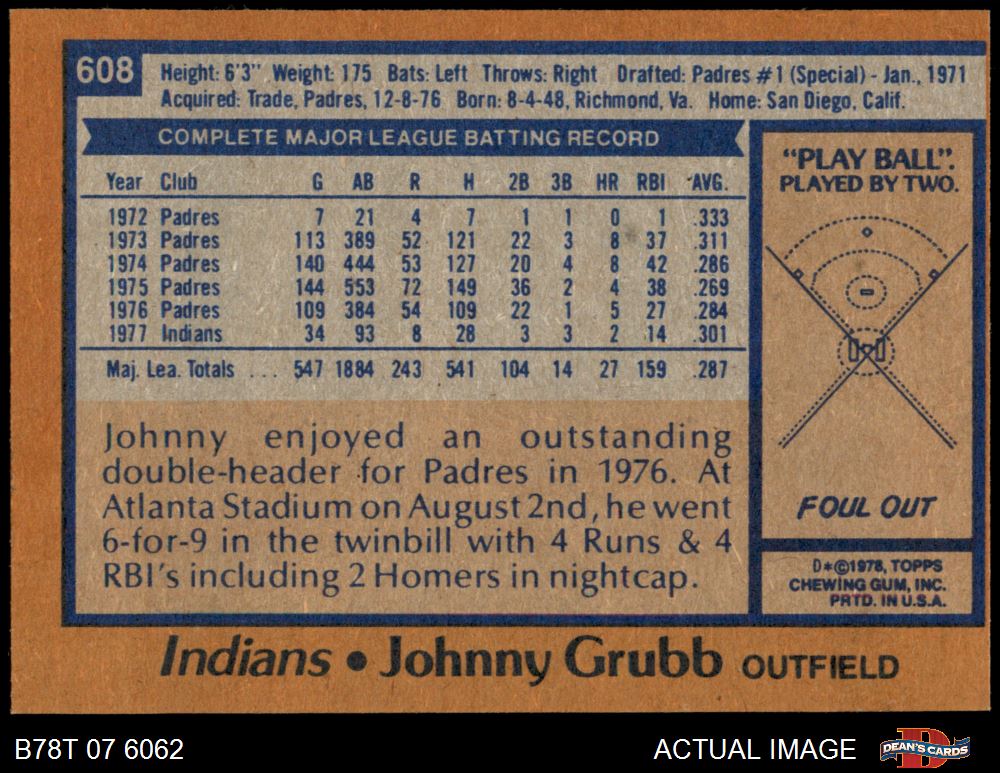 608
Height: 6'3" Weight: 175 Bats: Left Throws: Right Drafted: Padres #1 (Special) - Jan., 1971
Acquired: Trade, Padres, 12-8-76 Born: 8-4-48, Richmond, Va. Home: San Diego, Calif.
COMPLETE MAJOR LEAGUE BATTING RECORD
Year Club G AB R H 2B 3B HR RBI AVG.
1972 Padres 7 21 4 7 1 1 0 1 .333
1973 Padres 113 389 52 121 22 3 8 37 .311
1974 Padres 140 444 53 127 20 4 8 42 .286
1975 Padres 144 553 72 149 36 2 4 38 .269
1976 Padres 109 384 54 109 22 1 5 27 .284
1977 Indians 34 93 8 28 3 3 2 14 .301
Maj. Lea. Totals ... 547 1884 243 541 104 14 27 159 .287
Johnny enjoyed an outstanding
double-header for Padres in 1976. At
Atlanta Stadium on August 2nd, he went
6-for-9 in the twinbill with 4 Runs & 4
RBI's including 2 Homers in nightcap.
"PLAY BALL".
PLAYED BY TWO.
FOUL OUT
D*©1978, TOPPS
CHEWING GUM, INC.
PRTD. IN U.S.A.
Indians • Johnny Grubb OUTFIELD
B78T 07 6062
ACTUAL IMAGE
DEAN'S CARDS